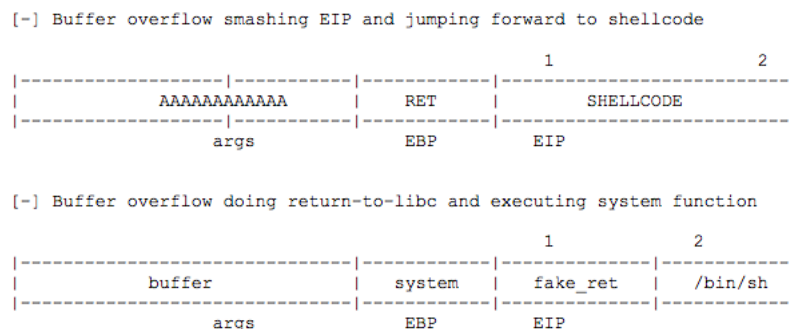 [-] Buffer overflow smashing EIP and jumping forward to shellcode
1 2
|--------------------|------------|-------------|-----------------------------
| AAAAAAAAAAAA | RET | SHELLCODE
|--------------------|------------|-------------|-----------------------------
args EBP EIP
[-] Buffer overflow doing return-to-libc and executing system function
1 2
|---------------------------------|-------------|---------------|-------------
| buffer | system | fake_ret | /bin/sh
|---------------------------------|-------------|---------------|-------------
args EBP EIP